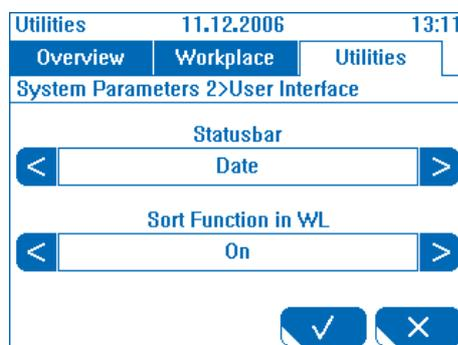 Utilities 11.12.2006 13:11
Overview Workplace Utilities
System Parameters 2>User Interface
Statusbar
< Date >
Sort Function in WL
< On >